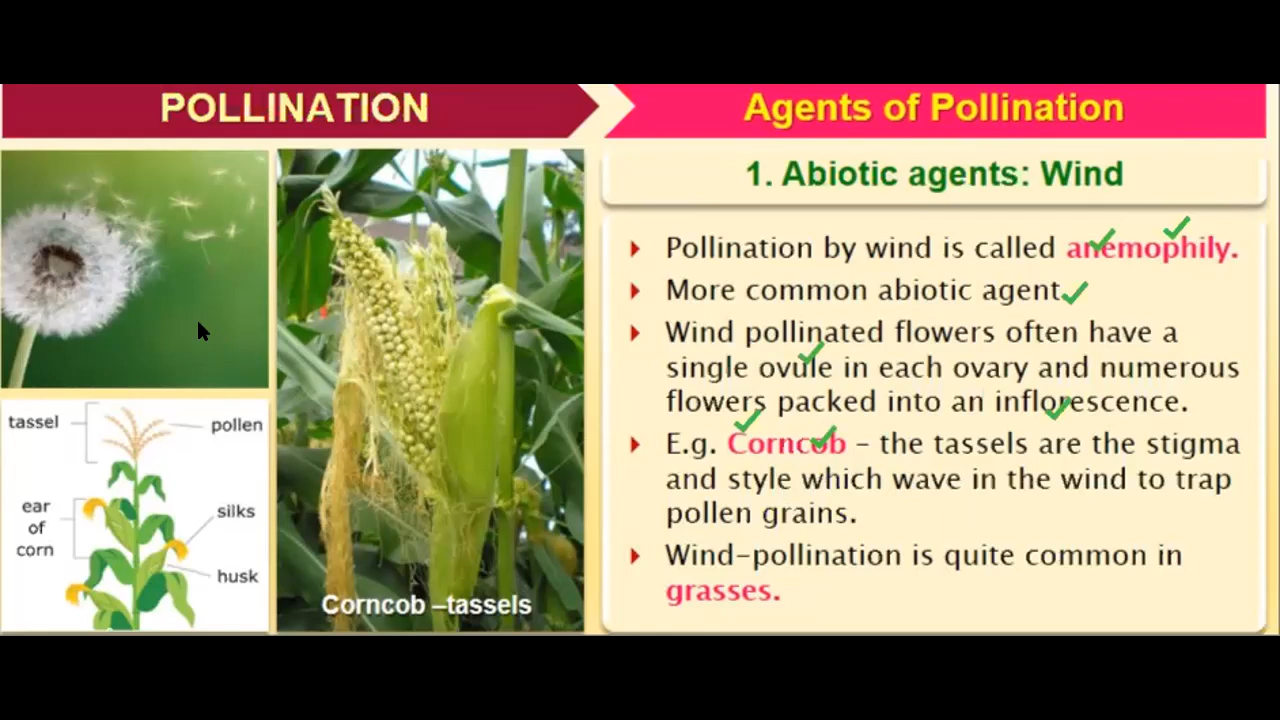 POLLINATION
Agents of Pollination
1. Abiotic agents: Wind
Pollination by wind is called anemophily.
More common abiotic agent
Wind pollinated flowers often have a
single ovule in each ovary and numerous
flowers packed into an inflorescence.
E.g. Corncob – the tassels are the stigma
and style which wave in the wind to trap
pollen grains.
Wind-pollination is quite common in
grasses.
tassel
pollen
ear
of
corn
silks
husk
Corncob –tassels